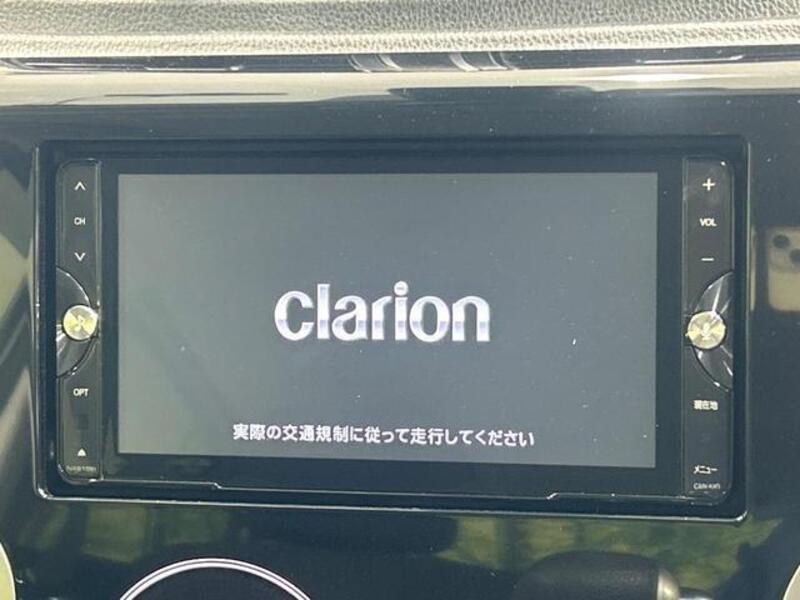 CH
OPT
clarion
実際の交通規制に従って走行してください
+
VOL
−
現在地
メニュー